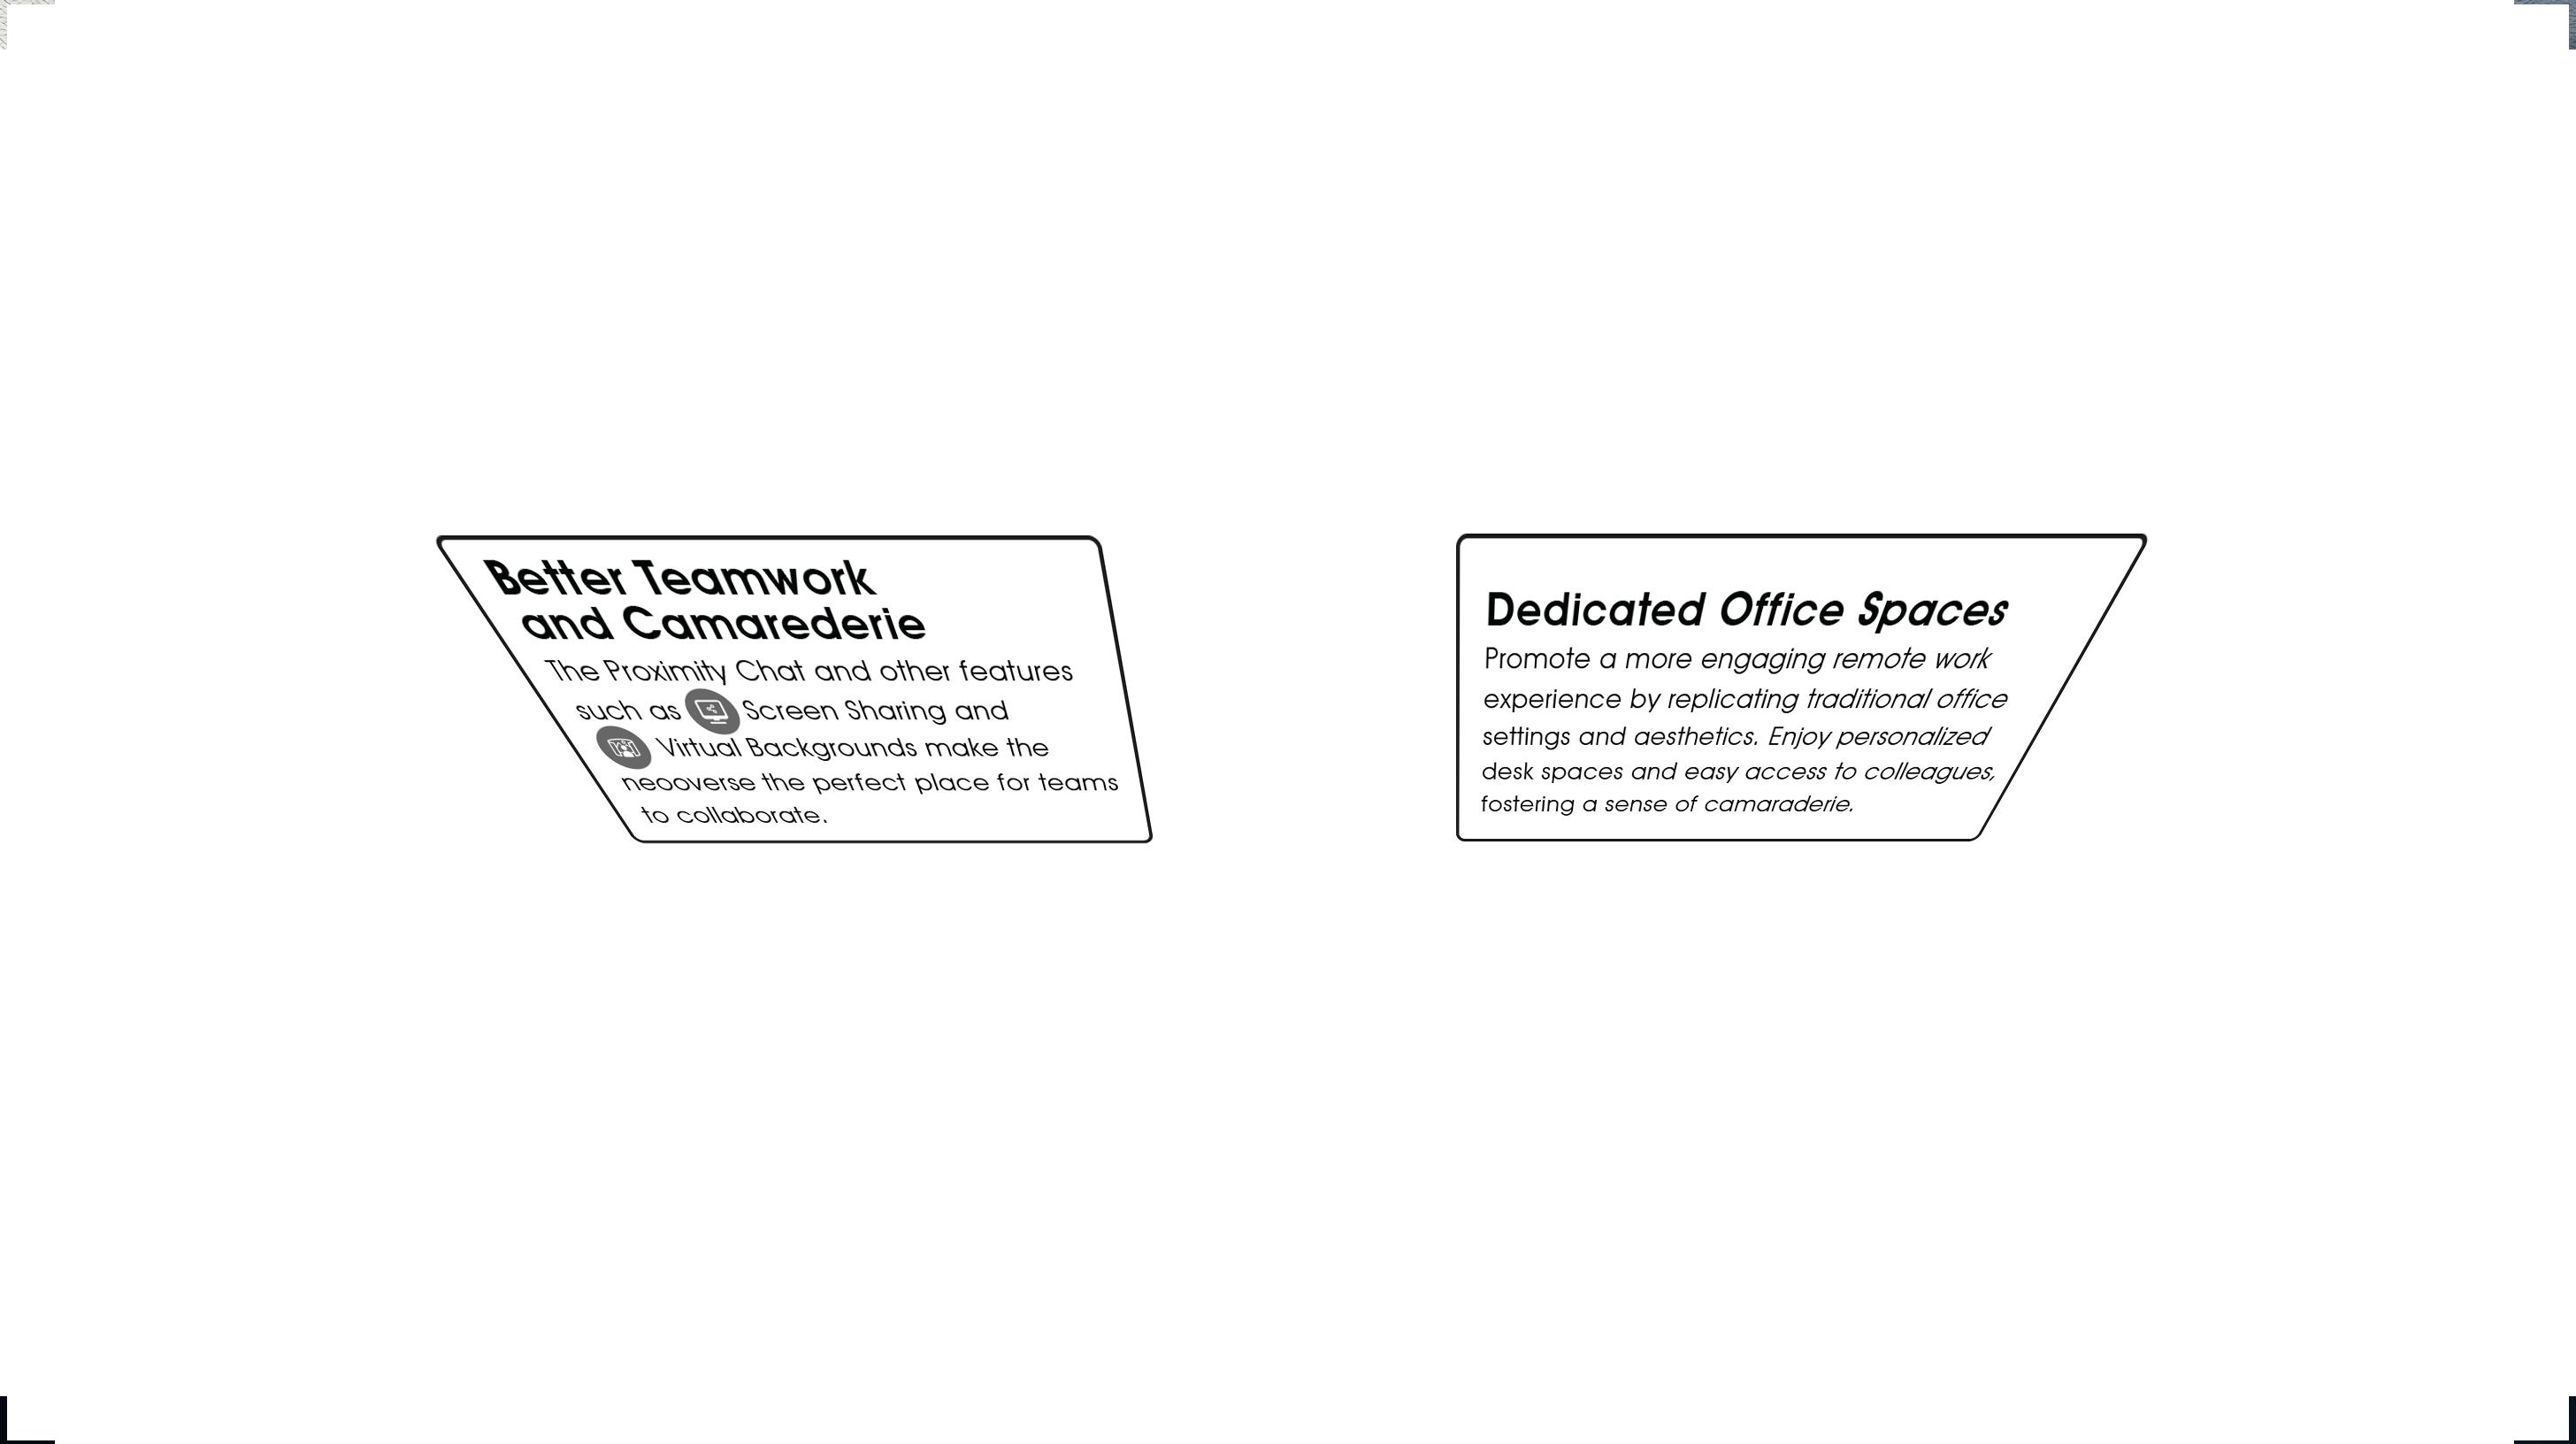 Better Teamwork
and Camarederie
The Proximity Chat and other features
such as Screen Sharing and
Virtual Backgrounds make the
neooverse the perfect place for teams
to collaborate.
Dedicated Office Spaces
Promote a more engaging remote work
experience by replicating traditional office
settings and aesthetics. Enjoy personalized
desk spaces and easy access to colleagues,
fostering a sense of camaraderie.